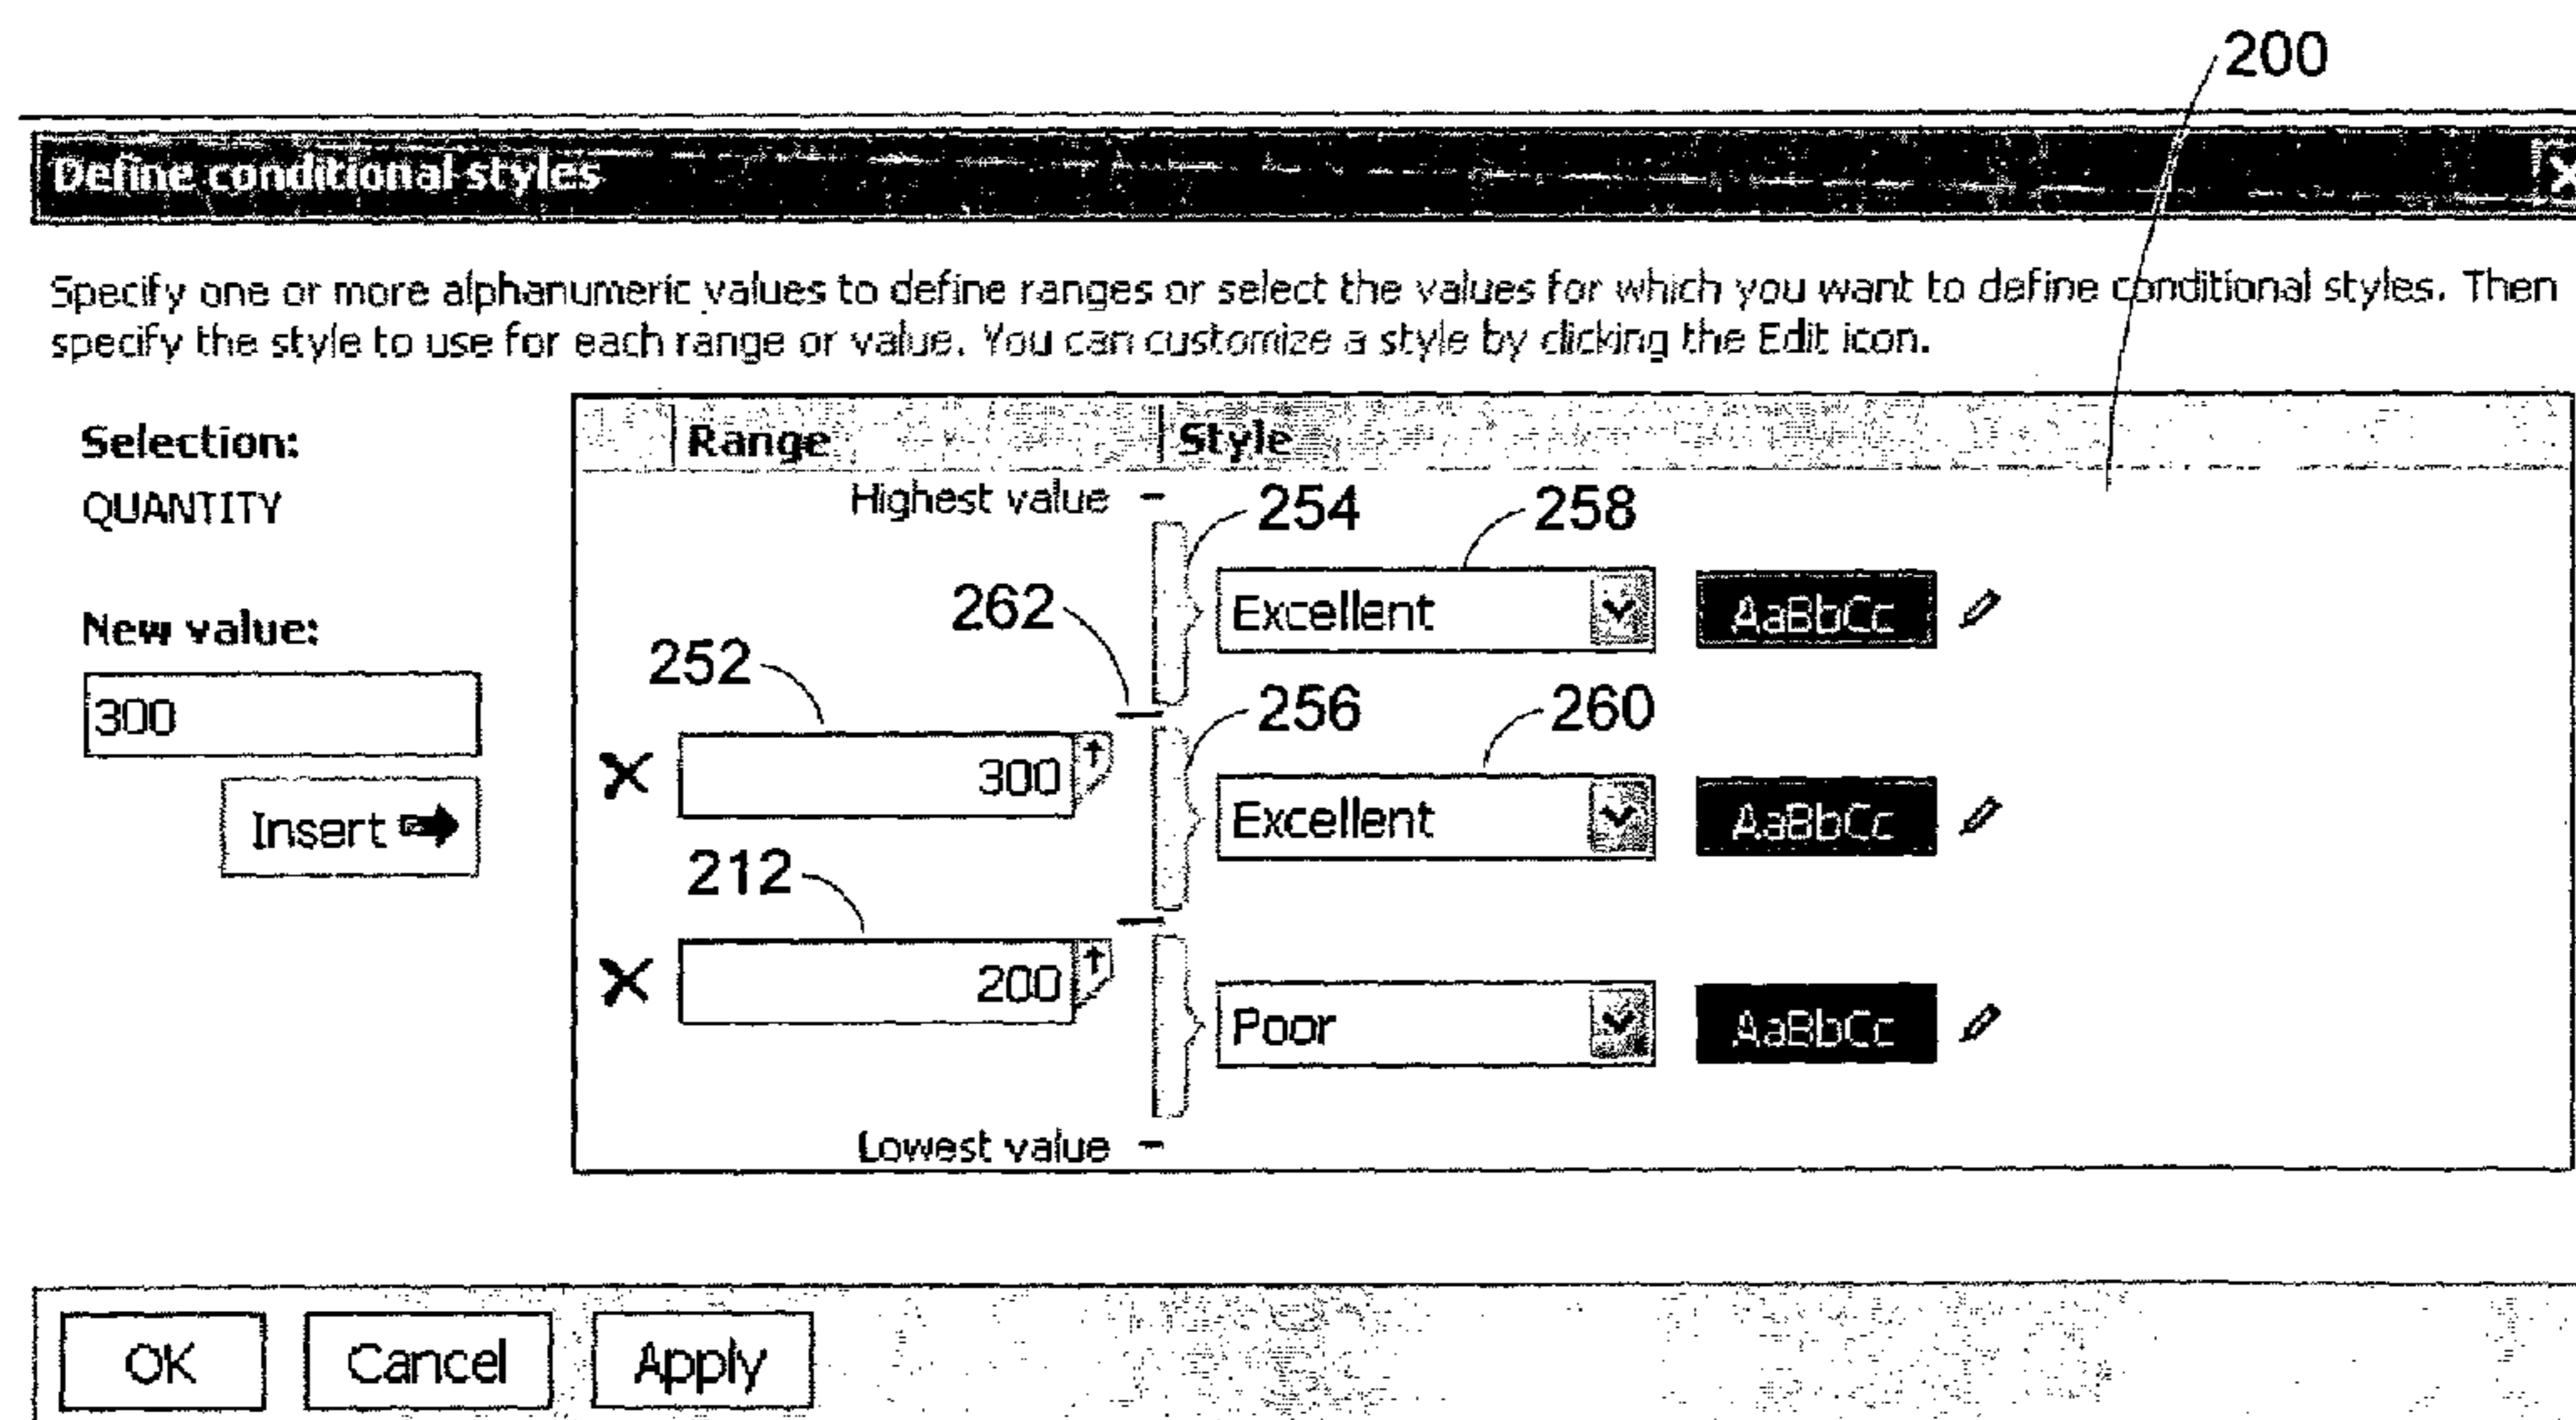 200
Define conditional styles
Specify one or more alphanumeric values to define ranges or select the values for which you want to define conditional styles. Then
specify the style to use for each range or value. You can customize a style by clicking the Edit icon.
Selection:
QUANTITY
New value:
300
Insert
Range Style
Highest value
254 258
Excellent AaBbCc
262
252
300
256 260
Excellent AaBbCc
212
200
Poor AaBbCc
Lowest value
OK Cancel Apply